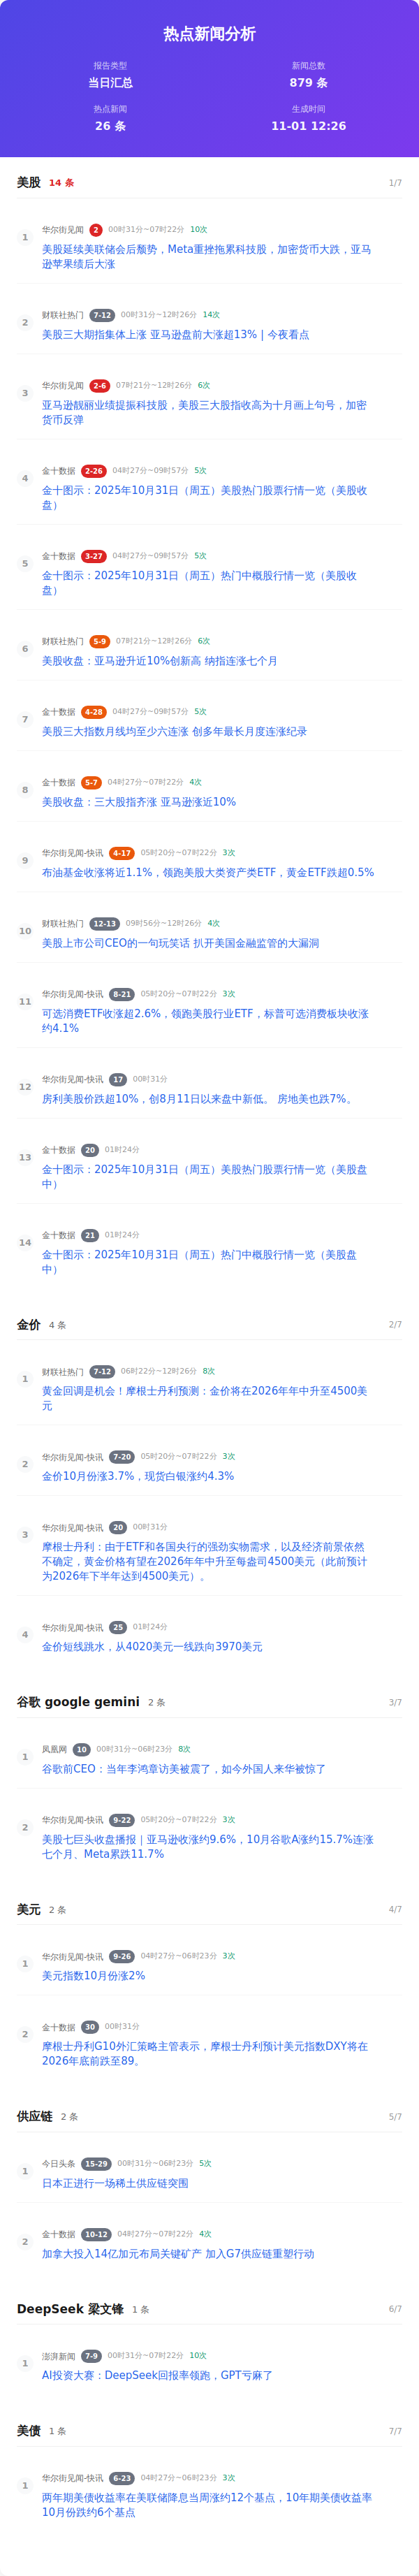 热点新闻分析
报告类型
新闻总数
当日汇总
879 条
热点新闻
生成时间
26 条
11-01 12:26
美股 14 条 1/7
1
华尔街见闻 2 00时31分~07时22分 10次
美股延续美联储会后颓势，Meta重挫拖累科技股，加密货币大跌，亚马
逊苹果绩后大涨
2
财联社热门 7-12 00时31分~12时26分 14次
美股三大期指集体上涨 亚马逊盘前大涨超13% | 今夜看点
3
华尔街见闻 2-6 07时21分~12时26分 6次
亚马逊靓丽业绩提振科技股，美股三大股指收高为十月画上句号，加密
货币反弹
4
金十数据 2-26 04时27分~09时57分 5次
金十图示：2025年10月31日（周五）美股热门股票行情一览（美股收
盘）
5
金十数据 3-27 04时27分~09时57分 5次
金十图示：2025年10月31日（周五）热门中概股行情一览（美股收
盘）
6
财联社热门 5-9 07时21分~12时26分 6次
美股收盘：亚马逊升近10%创新高 纳指连涨七个月
7
金十数据 4-28 04时27分~09时57分 5次
美股三大指数月线均至少六连涨 创多年最长月度连涨纪录
8
金十数据 5-7 04时27分~07时22分 4次
美股收盘：三大股指齐涨 亚马逊涨近10%
9
华尔街见闻-快讯 4-17 05时20分~07时22分 3次
布油基金收涨将近1.1%，领跑美股大类资产类ETF，黄金ETF跌超0.5%
10
财联社热门 12-13 09时56分~12时26分 4次
美股上市公司CEO的一句玩笑话 扒开美国金融监管的大漏洞
11
华尔街见闻-快讯 8-21 05时20分~07时22分 3次
可选消费ETF收涨超2.6%，领跑美股行业ETF，标普可选消费板块收涨
约4.1%
12
华尔街见闻-快讯 17 00时31分
房利美股价跌超10%，创8月11日以来盘中新低。 房地美也跌7%。
13
金十数据 20 01时24分
金十图示：2025年10月31日（周五）美股热门股票行情一览（美股盘
中）
14
金十数据 21 01时24分
金十图示：2025年10月31日（周五）热门中概股行情一览（美股盘
中）
金价 4 条 2/7
1
财联社热门 7-12 06时22分~12时26分 8次
黄金回调是机会！摩根士丹利预测：金价将在2026年年中升至4500美
元
2
华尔街见闻-快讯 7-20 05时20分~07时22分 3次
金价10月份涨3.7%，现货白银涨约4.3%
3
华尔街见闻-快讯 20 00时31分
摩根士丹利：由于ETF和各国央行的强劲实物需求，以及经济前景依然
不确定，黄金价格有望在2026年年中升至每盎司4500美元（此前预计
为2026年下半年达到4500美元）。
4
华尔街见闻-快讯 25 01时24分
金价短线跳水，从4020美元一线跌向3970美元
谷歌 google gemini 2 条 3/7
1
凤凰网 10 00时31分~06时23分 8次
谷歌前CEO：当年李鸿章访美被震了，如今外国人来华被惊了
2
华尔街见闻-快讯 9-22 05时20分~07时22分 3次
美股七巨头收盘播报｜亚马逊收涨约9.6%，10月谷歌A涨约15.7%连涨
七个月、Meta累跌11.7%
美元 2 条 4/7
1
华尔街见闻-快讯 9-26 04时27分~06时23分 3次
美元指数10月份涨2%
2
金十数据 30 00时31分
摩根士丹利G10外汇策略主管表示，摩根士丹利预计美元指数DXY将在
2026年底前跌至89。
供应链 2 条 5/7
1
今日头条 15-29 00时31分~06时23分 5次
日本正进行一场稀土供应链突围
2
金十数据 10-12 04时27分~07时22分 4次
加拿大投入14亿加元布局关键矿产 加入G7供应链重塑行动
DeepSeek 梁文锋 1 条 6/7
1
澎湃新闻 7-9 00时31分~07时22分 10次
AI投资大赛：DeepSeek回报率领跑，GPT亏麻了
美债 1 条 7/7
1
华尔街见闻-快讯 6-23 04时27分~06时23分 3次
两年期美债收益率在美联储降息当周涨约12个基点，10年期美债收益率
10月份跌约6个基点